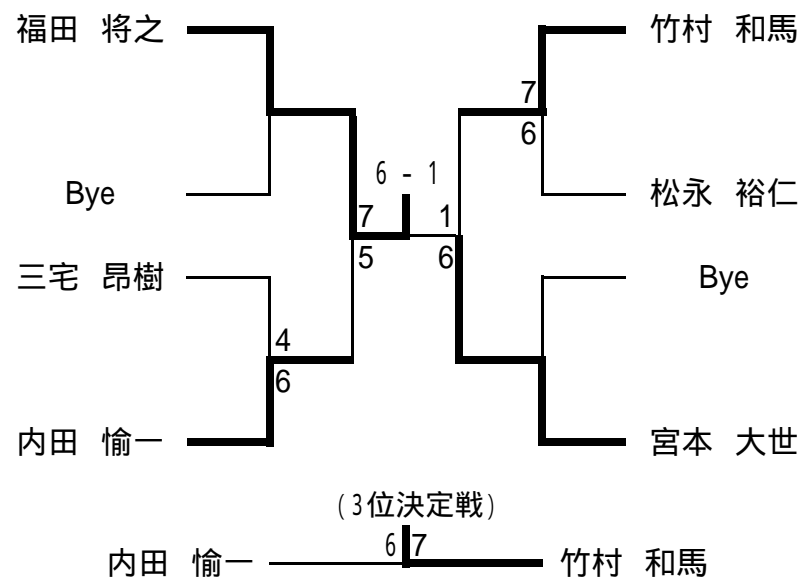 福田 将之 竹村 和馬
7
6
6 - 1
Bye 松永 裕仁
7 1
5 6
三宅 昂樹 Bye
4
6
内田 愉一 宮本 大世
(3位決定戦)
内田 愉一 6 7 竹村 和馬